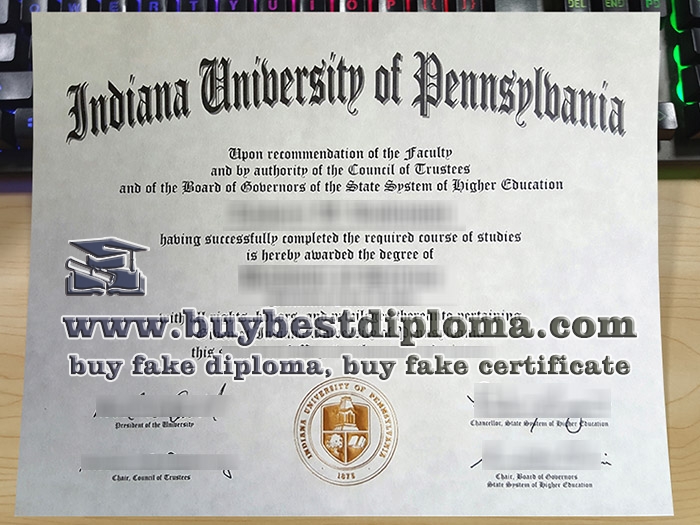 Indiana University of Pennsylvania
Upon recommendation of the Faculty
and by authority of the Council of Trustees
and of the Board of Governors of the State System of Higher Education
having successfully completed the required course of studies
is hereby awarded the degree of
www.buybestdiploma.com
this
buy fake diploma, buy fake certificate
President of the University
Chancellor, State System of Higher Education
INDIANA UNIVERSITY OF PENNSYLVANIA
1875
Chair, Council of Trustees
Chair, Board of Governors
State System of Higher Education